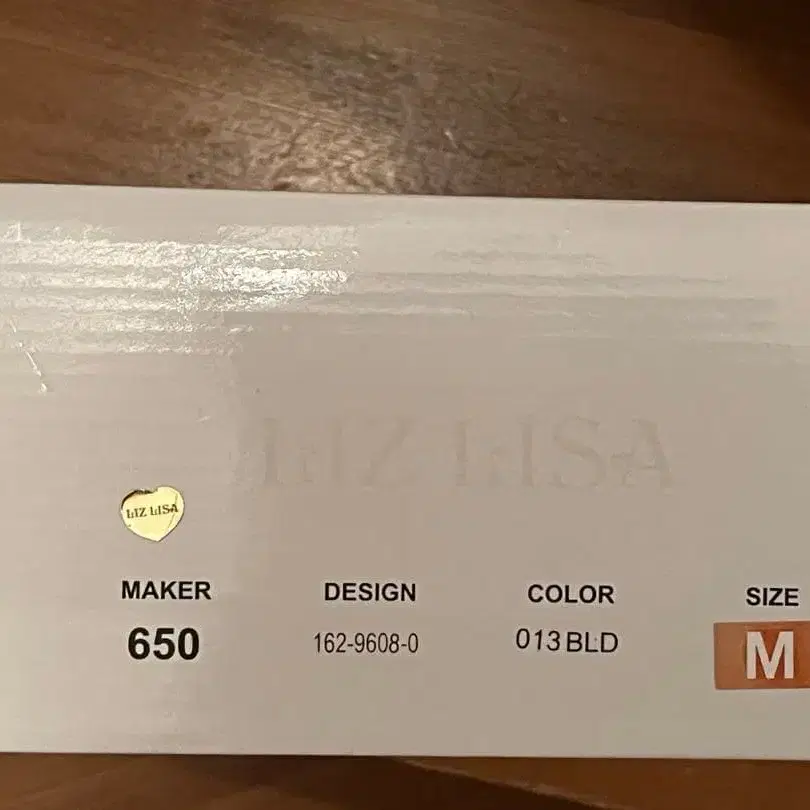 LIZ LISA
LIZ LISA
MAKER DESIGN COLOR SIZE
650 162-9608-0 013 BLD M